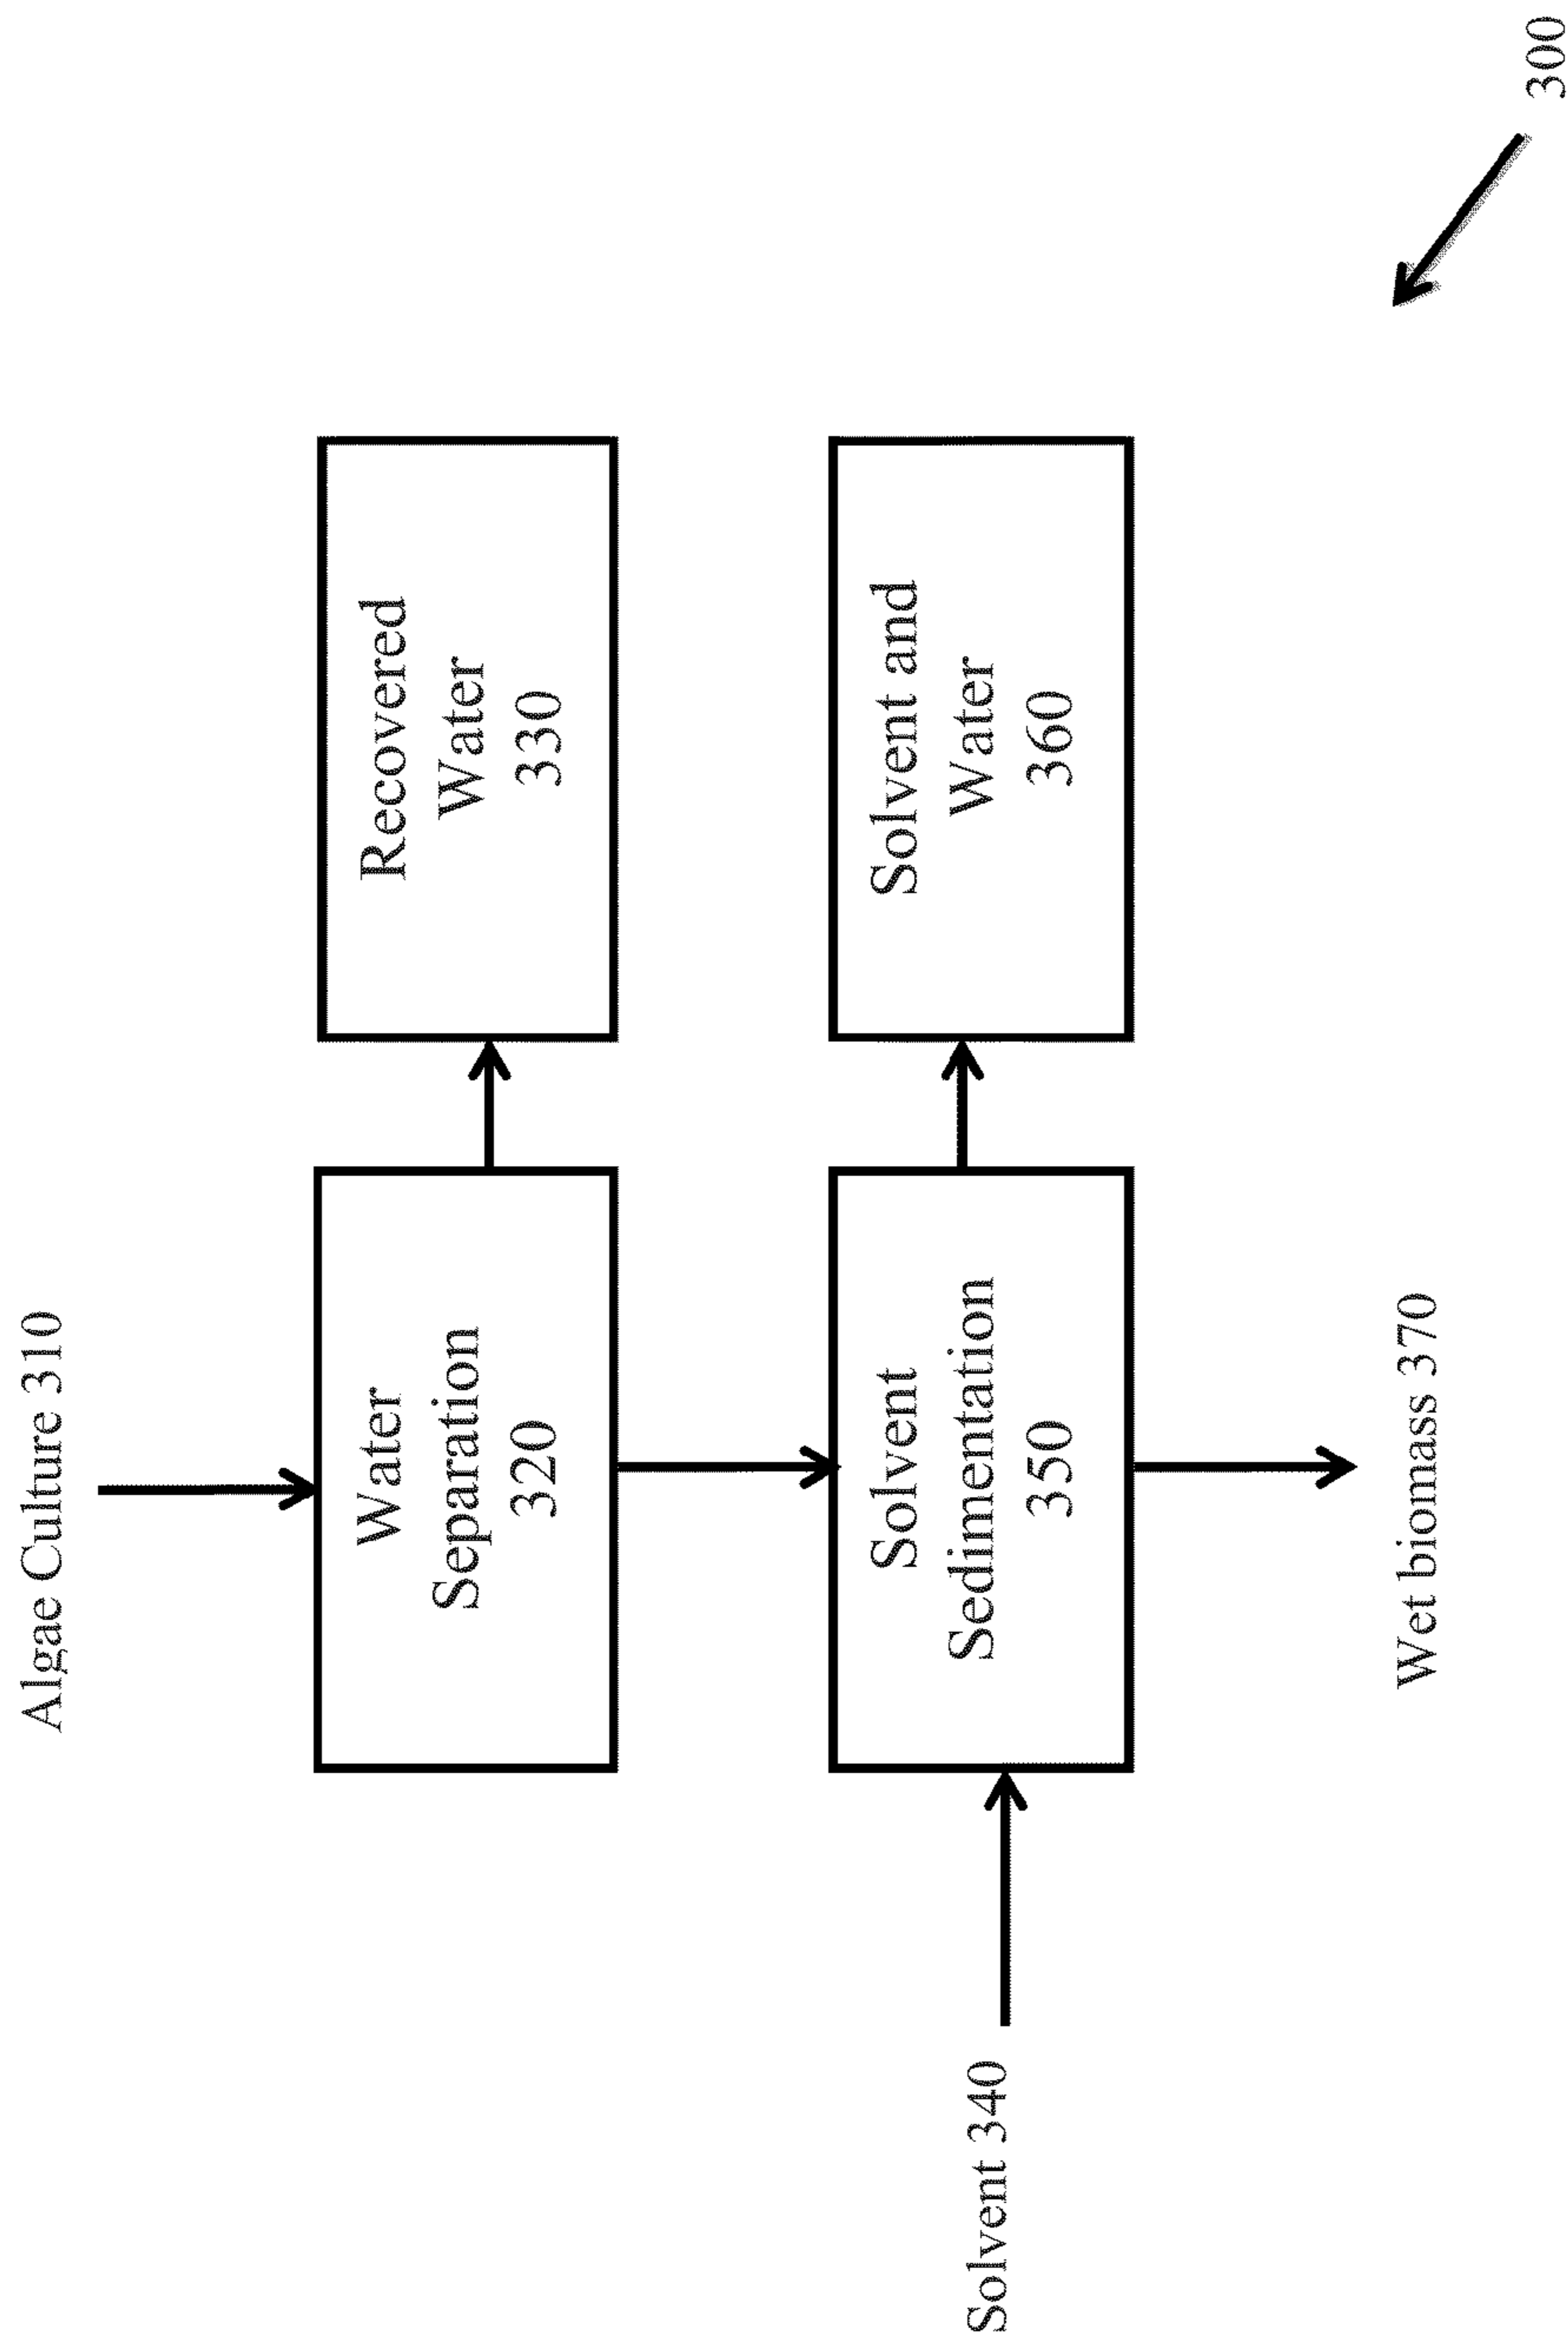 Algae Culture 310
Water
Separation
320
Recovered
Water
330
Solvent 340
Solvent
Sedimentation
350
Solvent and
Water
360
Wet biomass 370
300